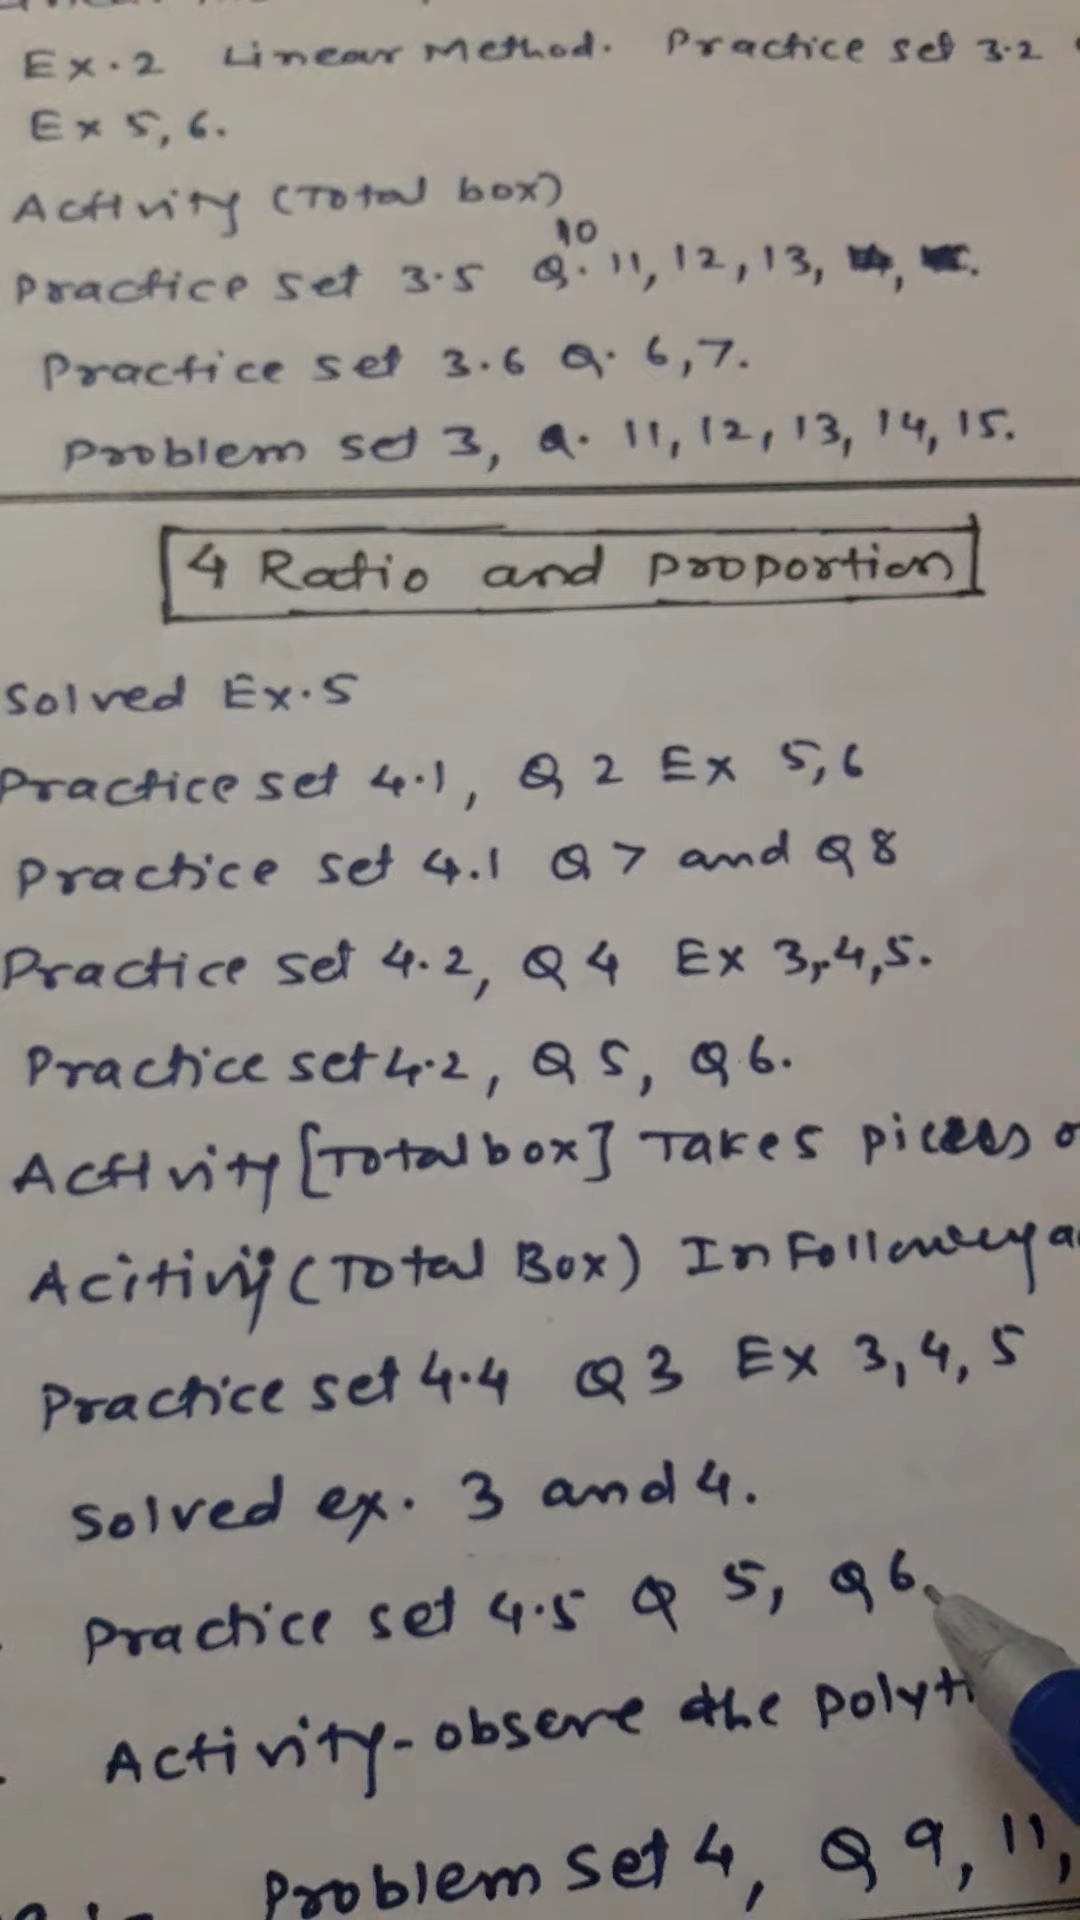 Ex.2 Linear Method. Practice set 3.2
Ex 5, 6.
Activity (Total box)
10
Practice set 3.5 Q. 11, 12, 13,
Practice set 3.6 Q. 6, 7.
Problem set 3, Q. 11, 12, 13, 14, 15.
4 Ratio and proportion
Solved Ex.5
Practice set 4.1, Q 2 Ex 5, 6
Practice set 4.1 Q 7 and Q 8
Practice set 4.2, Q 4 Ex 3, 4, 5.
Practice set 4.2, Q 5, Q 6.
Activity [Total box] Takes
Acitivity (Total Box) In
Practice set 4.4 Q 3 Ex 3, 4, 5
Solved ex. 3 and 4.
Practice set 4.5 Q 5, Q 6.
Activity - obsere the
Problem set 4, Q 9, 11,